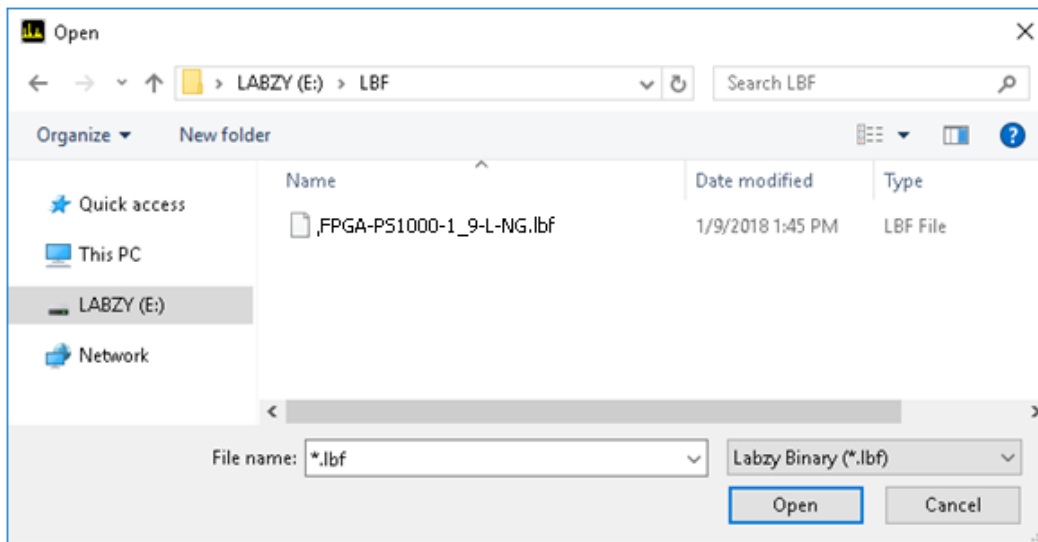 Open
LABZY (E:) > LBF
Search LBF
Organize
New folder
Name
Date modified
Type
Quick access
,FPGA-PS1000-1_9-L-NG.lbf
1/9/2018 1:45 PM
LBF File
This PC
LABZY (E:)
Network
File name:
*.lbf
Labzy Binary (*.lbf)
Open
Cancel